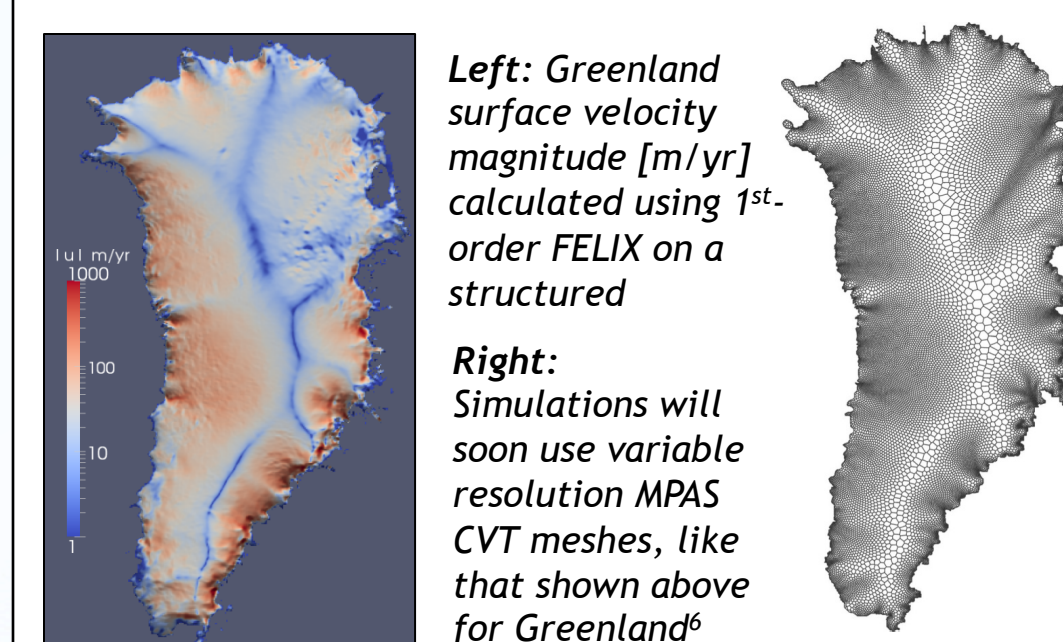 |u| m/yr
1000
100
10
1
Left: Greenland
surface velocity
magnitude [m/yr]
calculated using 1st-
order FELIX on a
structured
Right:
Simulations will
soon use variable
resolution MPAS
CVT meshes, like
that shown above
for Greenland6